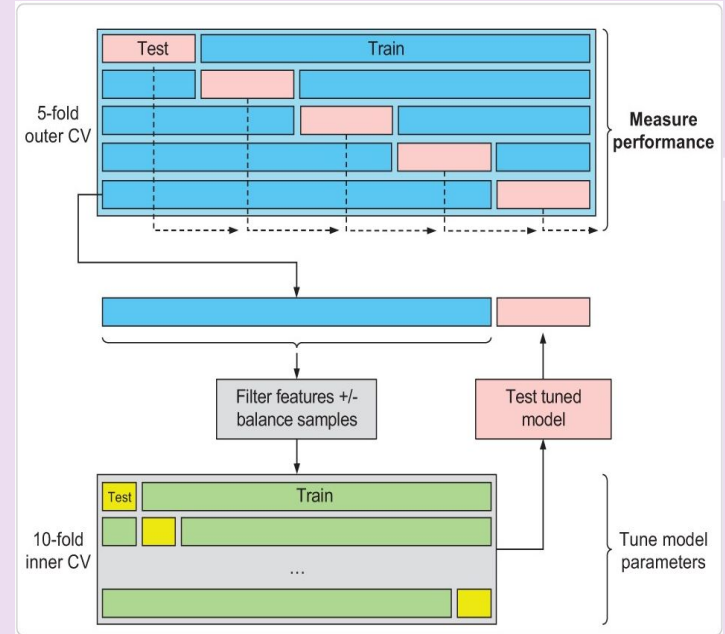 Test
Train
5-fold
outer CV
Measure
performance
Filter features +/-
balance samples
Test tuned
model
Test
Train
10-fold
inner CV
...
Tune model
parameters